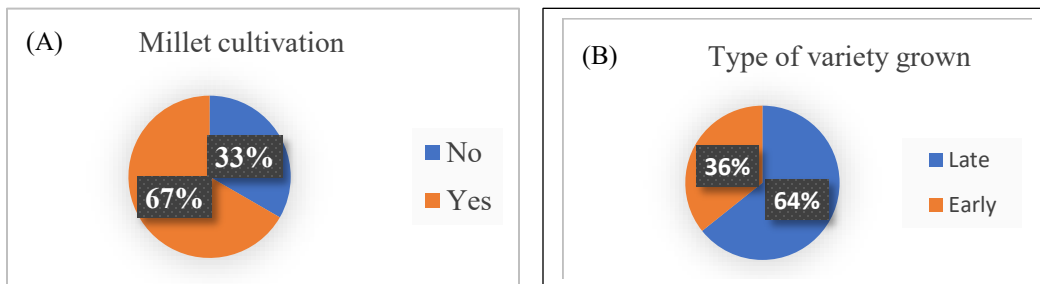 (A)
Millet cultivation
33%
67%
No
Yes
(B)
Type of variety grown
36%
64%
Late
Early